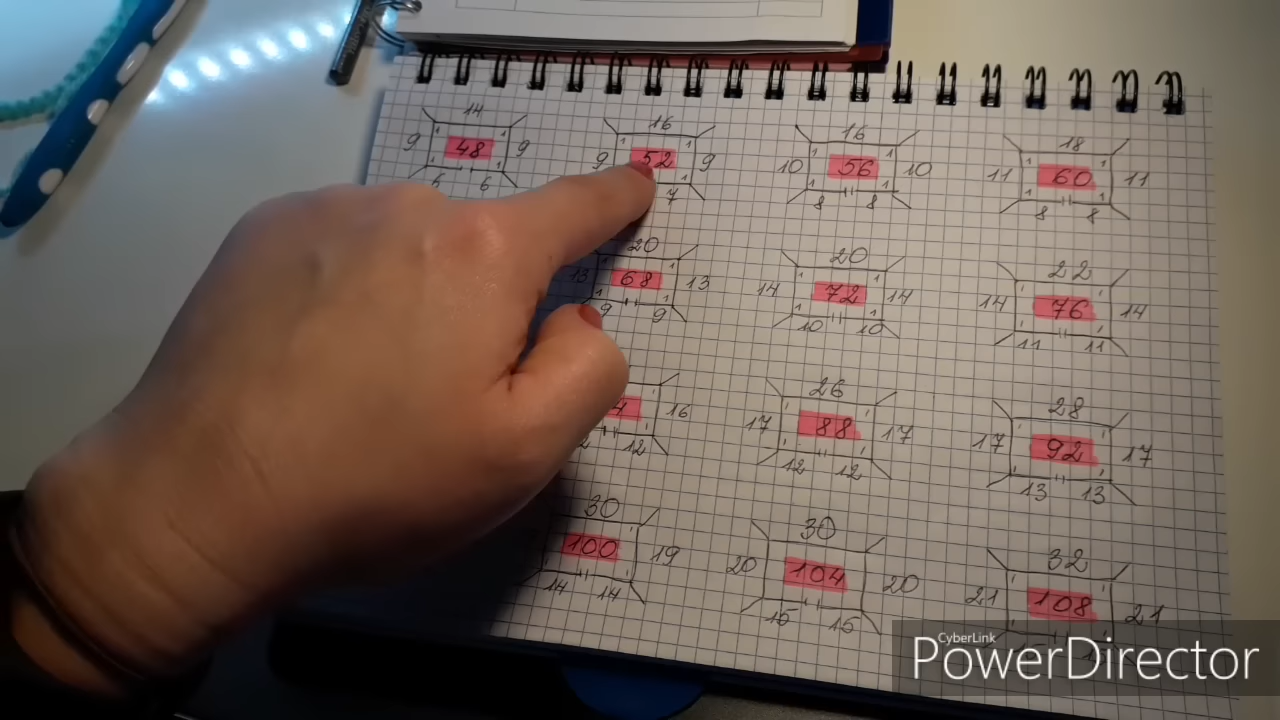 14 16 16 18
9 48 9 9 52 9 10 56 10 11 60 11
6 6 7 8 8 8 8
20 20 22
13 68 13 14 72 14 14 76 14
9 9 10 10 11 11
26 28
16 17 88 17 17 92 17
12 12 12 13 13
30 30 32
100 19 20 104 20 21 108 21
14 14 15 15
CyberLink
PowerDirector